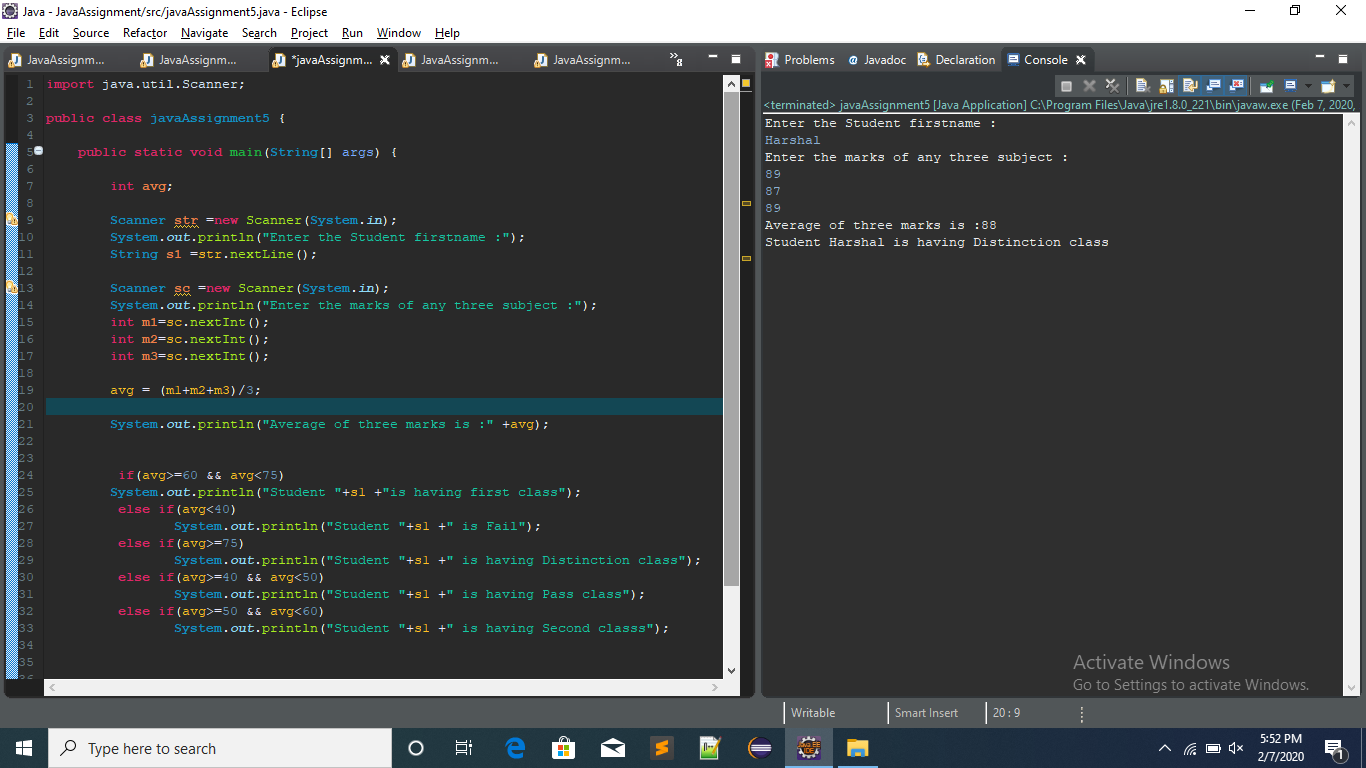 Java - JavaAssignment/src/javaAssignment5.java - Eclipse
File Edit Source Refactor Navigate Search Project Run Window Help
JavaAssignm... JavaAssignm... *javaAssignm... JavaAssignm... JavaAssignm... »8
1 import java.util.Scanner;
2
3 public class javaAssignment5 {
4
5 public static void main(String[] args) {
6
7 int avg;
8
9 Scanner str =new Scanner(System.in);
10 System.out.println("Enter the Student firstname :");
11 String s1 =str.nextLine();
12
13 Scanner sc =new Scanner(System.in);
14 System.out.println("Enter the marks of any three subject :");
15 int m1=sc.nextInt();
16 int m2=sc.nextInt();
17 int m3=sc.nextInt();
18
19 avg = (m1+m2+m3)/3;
20
21 System.out.println("Average of three marks is :" +avg);
22
23
24 if(avg>=60 && avg<75)
25 System.out.println("Student "+s1 +"is having first class");
26 else if(avg<40)
27 System.out.println("Student "+s1 +" is Fail");
28 else if(avg>=75)
29 System.out.println("Student "+s1 +" is having Distinction class");
30 else if(avg>=40 && avg<50)
31 System.out.println("Student "+s1 +" is having Pass class");
32 else if(avg>=50 && avg<60)
33 System.out.println("Student "+s1 +" is having Second classs");
34
35
Problems @ Javadoc Declaration Console
<terminated> javaAssignment5 [Java Application] C:\Program Files\Java\jre1.8.0_221\bin\javaw.exe (Feb 7, 2020,
Enter the Student firstname :
Harshal
Enter the marks of any three subject :
89
87
89
Average of three marks is :88
Student Harshal is having Distinction class
Activate Windows
Go to Settings to activate Windows.
Writable Smart Insert 20 : 9
Type here to search
5:52 PM
2/7/2020
1